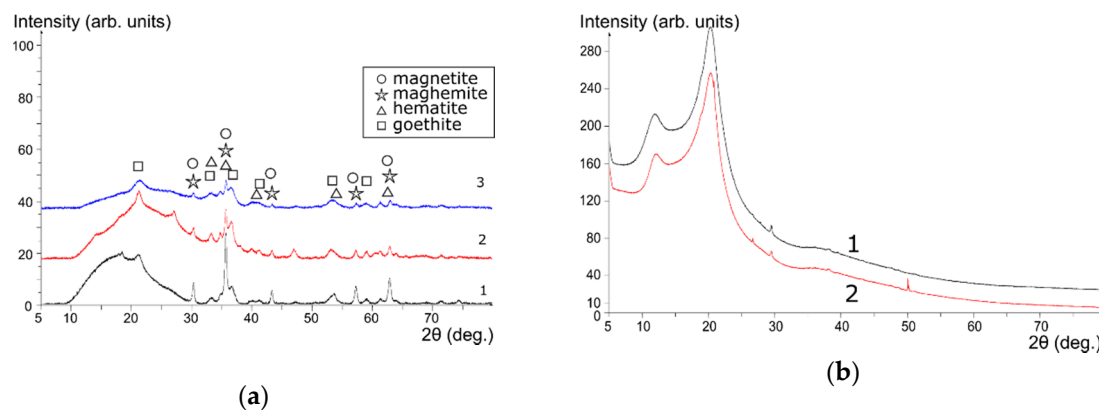 Intensity (arb. units)
100
80
60
40
20
0
magnetite
maghemite
hematite
goethite
3
2
1
5 10 20 30 40 50 60 70
2θ (deg.)
(a)
Intensity (arb. units)
280
240
200
160
120
80
40
10
0
1
2
5 10 20 30 40 50 60 70
2θ (deg.)
(b)